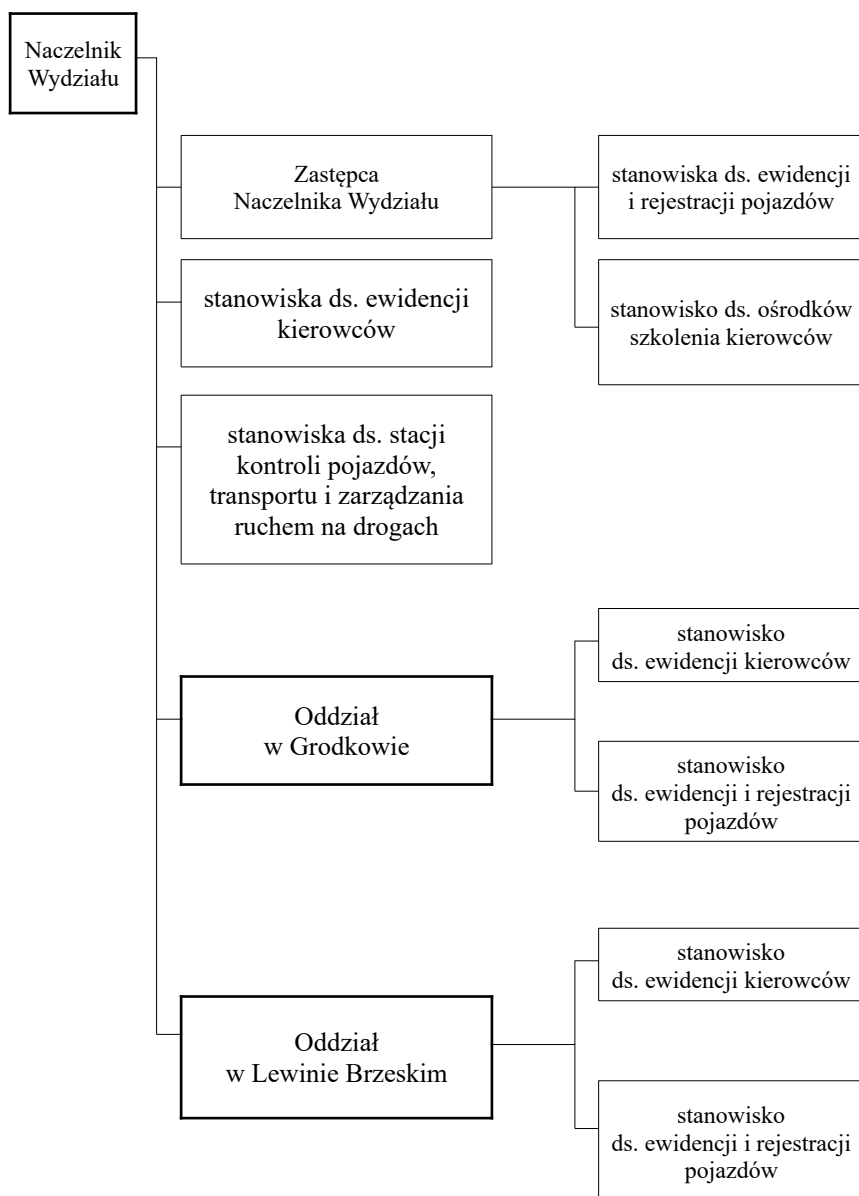 Naczelnik
Wydziału
Zastępca
Naczelnika Wydziału
stanowiska ds. ewidencji
i rejestracji pojazdów
stanowiska ds. ewidencji
kierowców
stanowisko ds. ośrodków
szkolenia kierowców
stanowiska ds. stacji
kontroli pojazdów,
transportu i zarządzania
ruchem na drogach
Oddział
w Grodkowie
stanowisko
ds. ewidencji kierowców
stanowisko
ds. ewidencji i rejestracji
pojazdów
Oddział
w Lewinie Brzeskim
stanowisko
ds. ewidencji kierowców
stanowisko
ds. ewidencji i rejestracji
pojazdów